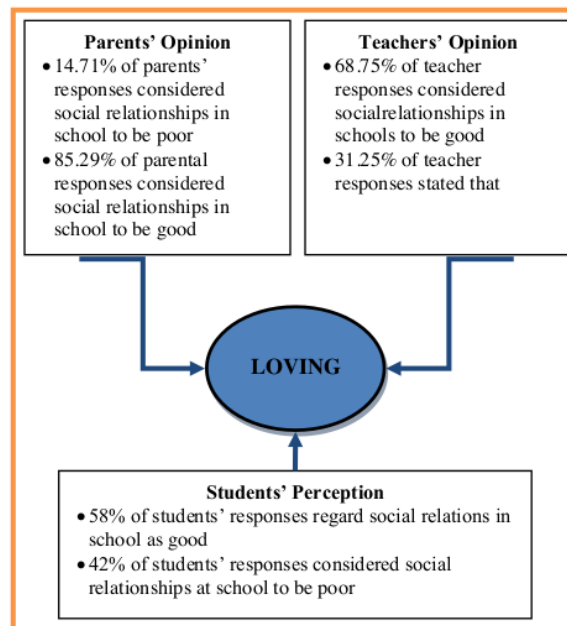 Parents' Opinion
• 14.71% of parents'
responses considered
social relationships in
school to be poor
• 85.29% of parental
responses considered
social relationships in
school to be good
Teachers' Opinion
• 68.75% of teacher
responses considered
socialrelationships in
schools to be good
• 31.25% of teacher
responses stated that
LOVING
Students' Perception
• 58% of students' responses regard social relations in
school as good
• 42% of students' responses considered social
relationships at school to be poor